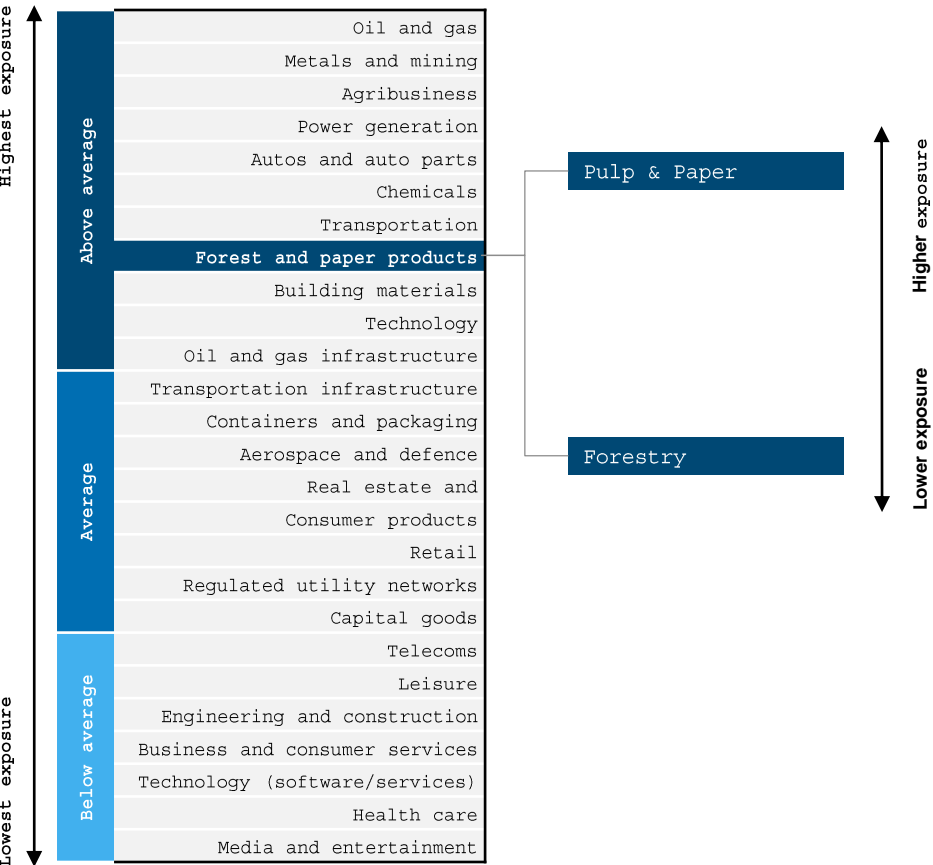 Highest exposure
Lowest exposure
Above average
Average
Below average
Oil and gas
Metals and mining
Agribusiness
Power generation
Autos and auto parts
Chemicals
Transportation
Forest and paper products
Building materials
Technology
Oil and gas infrastructure
Transportation infrastructure
Containers and packaging
Aerospace and defence
Real estate and
Consumer products
Retail
Regulated utility networks
Capital goods
Telecoms
Leisure
Engineering and construction
Business and consumer services
Technology (software/services)
Health care
Media and entertainment
Pulp & Paper
Forestry
Higher exposure
Lower exposure